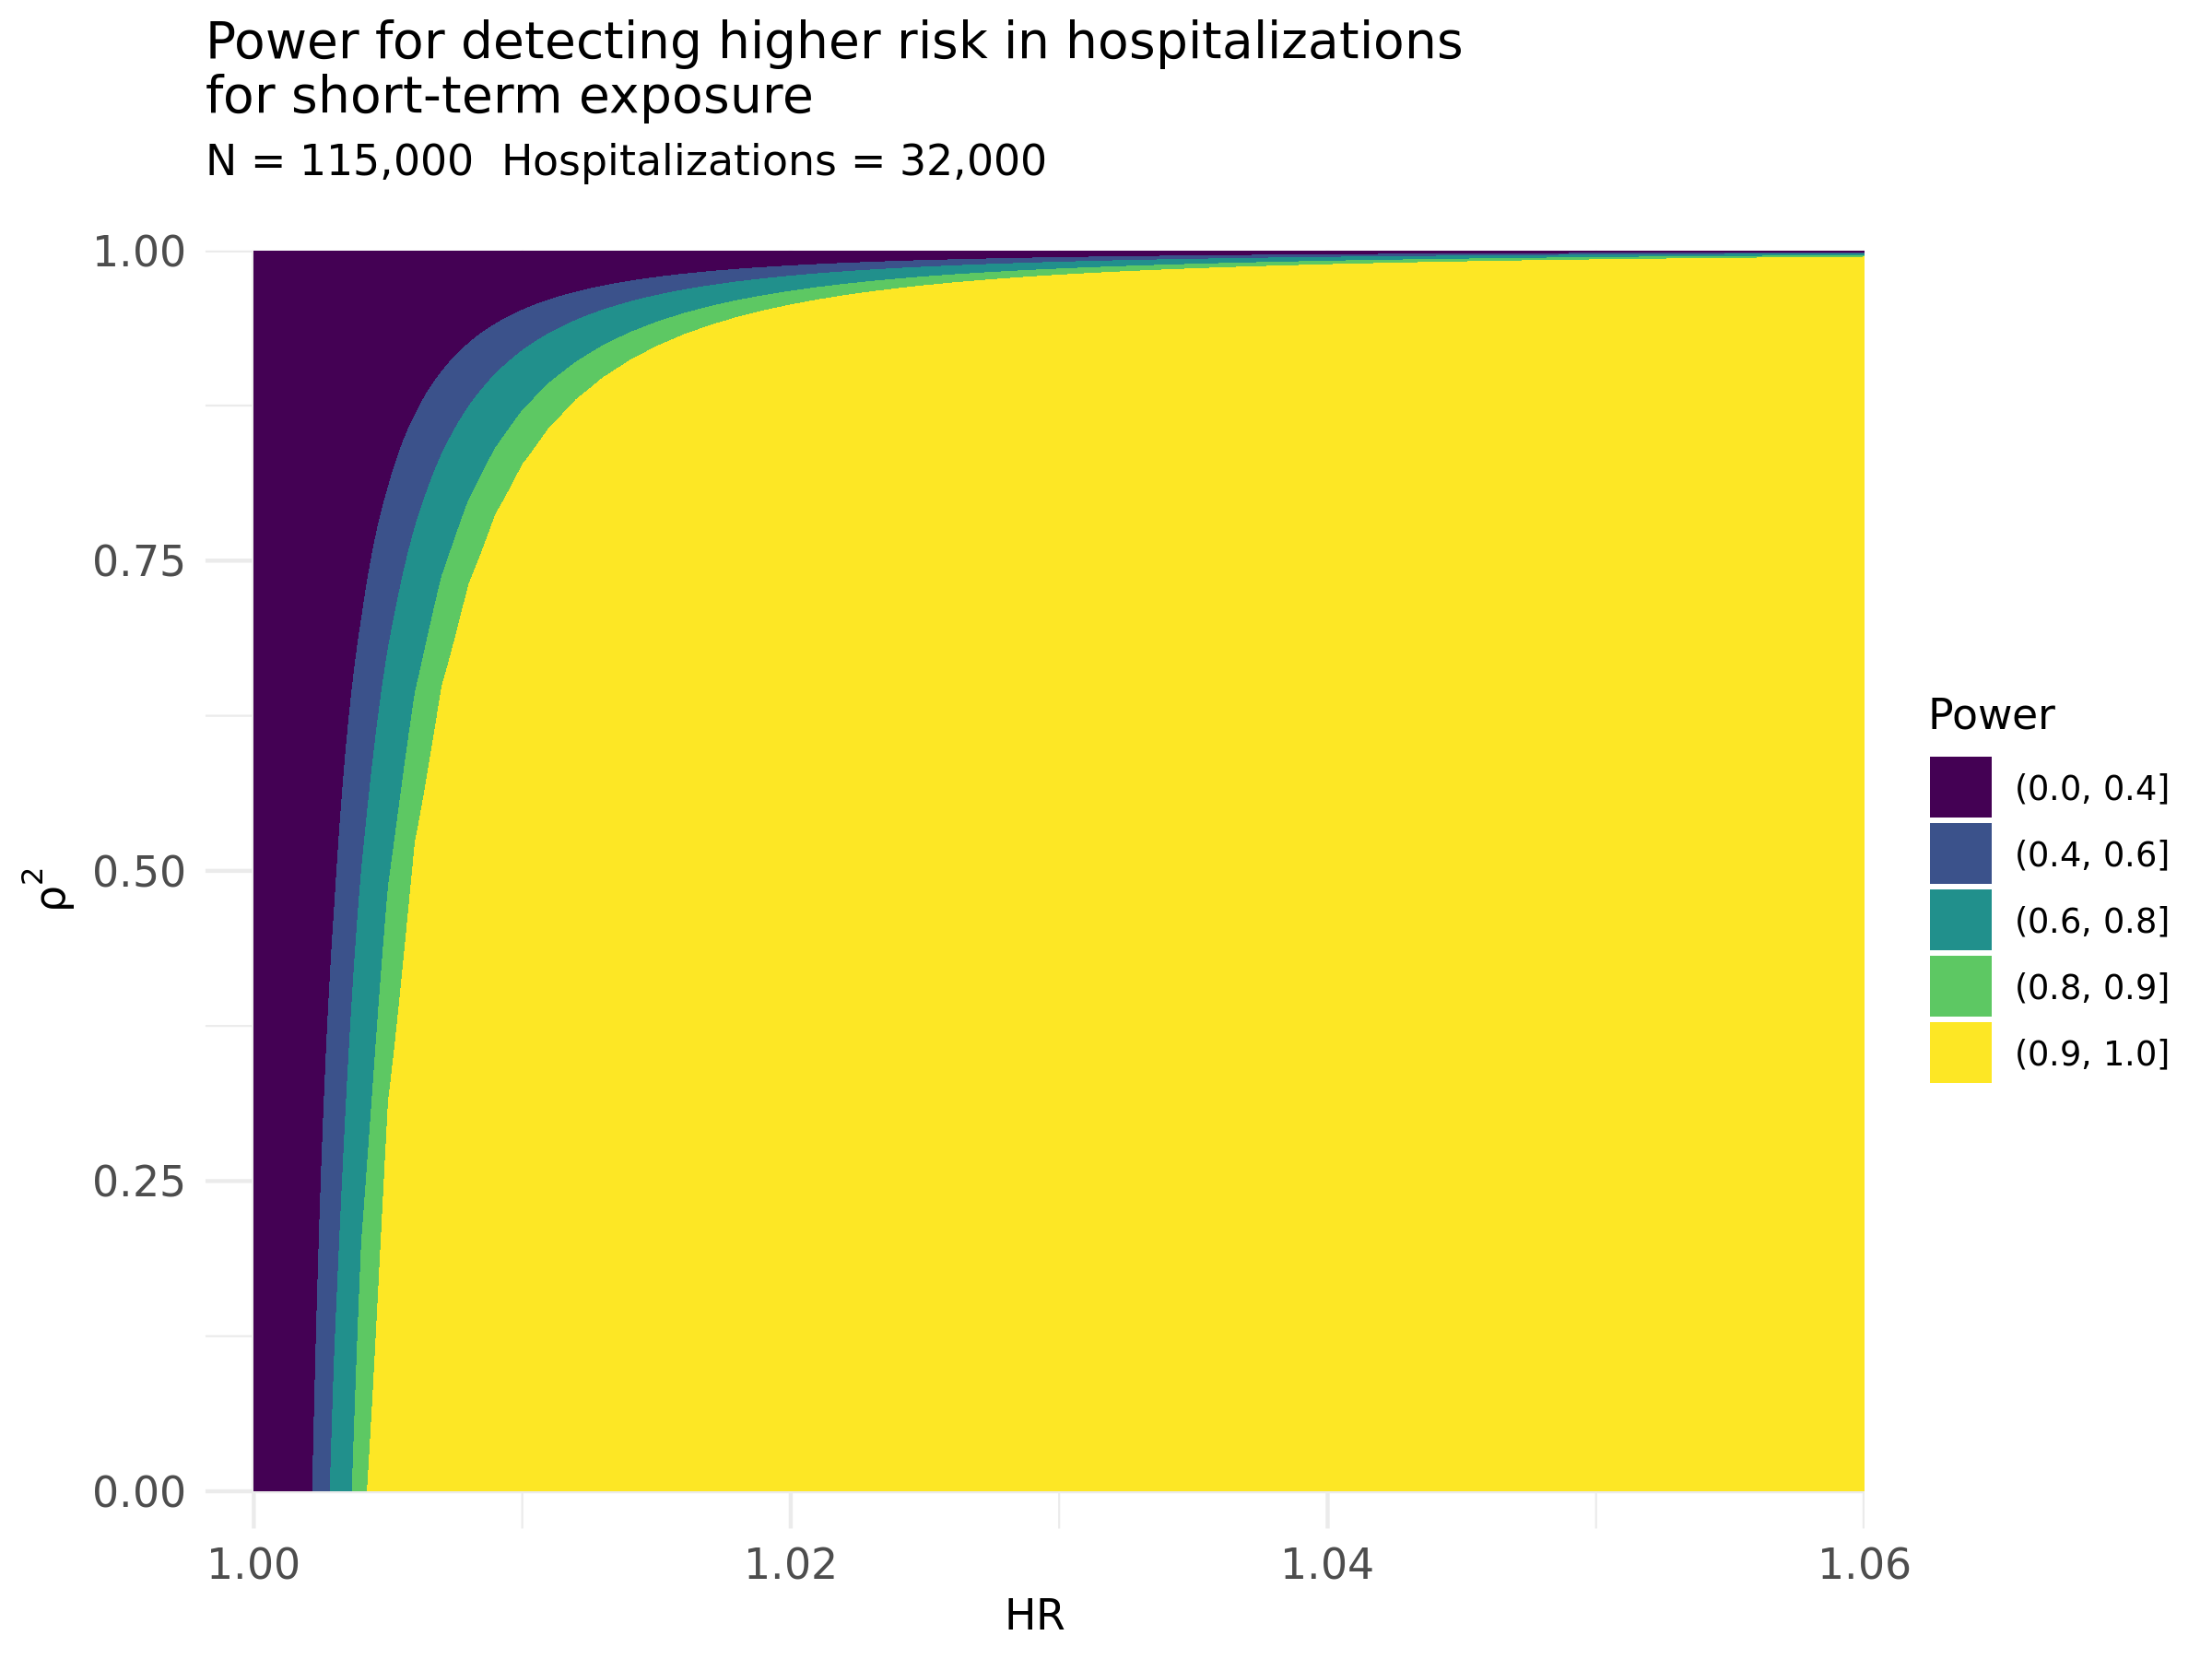 Power for detecting higher risk in hospitalizations
for short-term exposure
N = 115,000  Hospitalizations = 32,000
1.00
0.75
0.50
0.25
0.00
ρ²
1.00
1.02
1.04
1.06
HR
Power
(0.0, 0.4]
(0.4, 0.6]
(0.6, 0.8]
(0.8, 0.9]
(0.9, 1.0]